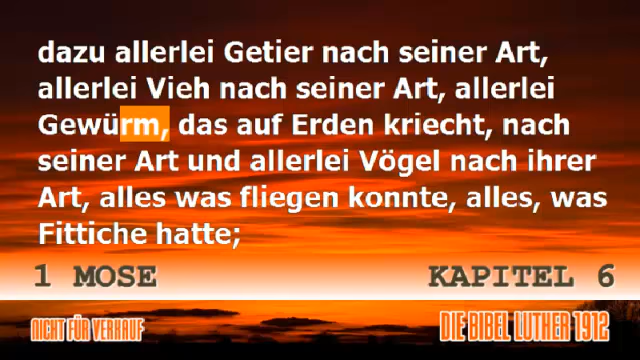 dazu allerlei Getier nach seiner Art,
allerlei Vieh nach seiner Art, allerlei
Gewürm, das auf Erden kriecht, nach
seiner Art und allerlei Vögel nach ihrer
Art, alles was fliegen konnte, alles, was
Fittiche hatte;
1 MOSE KAPITEL 6
NICHT FÜR VERKAUF DIE BIBEL LUTHER 1912